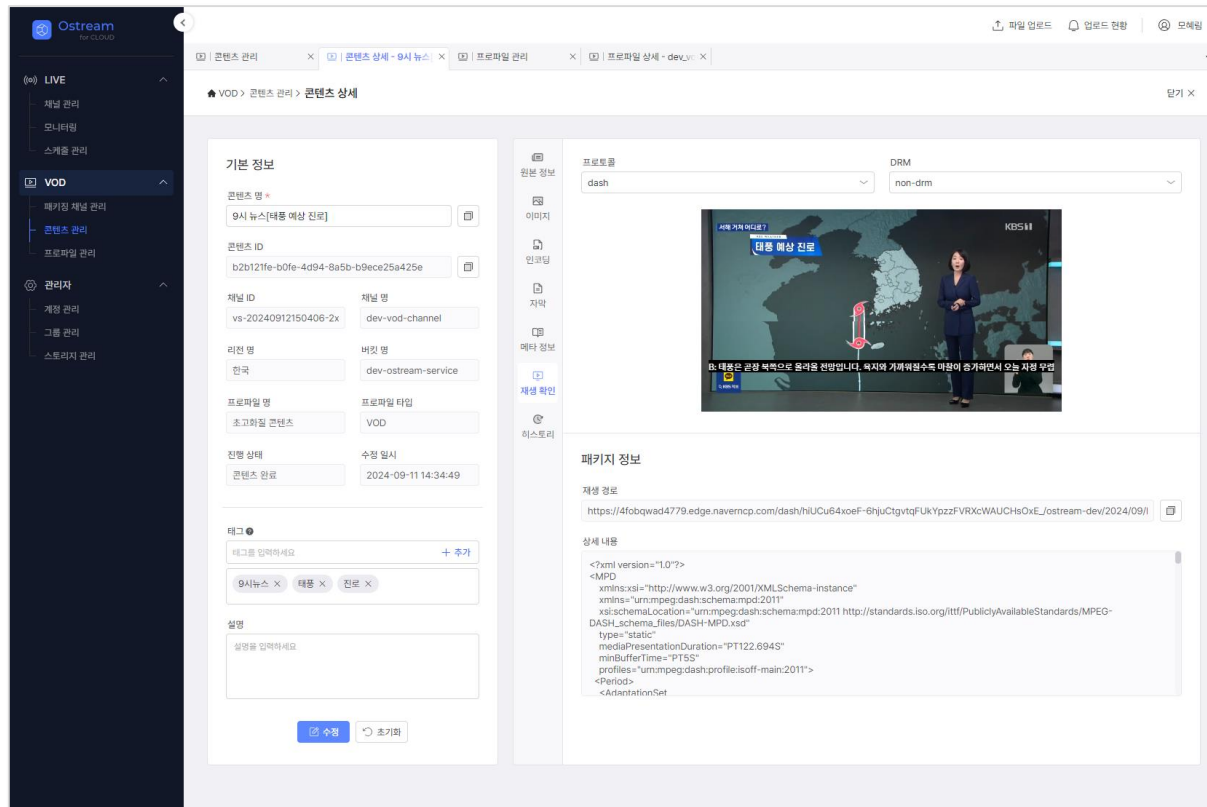 Ostream
for CLOUD
파일 업로드
업로드 현황
모혜림
콘텐츠 관리
콘텐츠 상세 - 9시 뉴스
프로파일 관리
프로파일 상세 - dev_vc
LIVE
채널 관리
모니터링
스케줄 관리
VOD
패키징 채널 관리
콘텐츠 관리
프로파일 관리
관리자
계정 관리
그룹 관리
스토리지 관리
VOD > 콘텐츠 관리 > 콘텐츠 상세
닫기
기본 정보
콘텐츠 명 *
9시 뉴스[태풍 예상 진로]
콘텐츠 ID
b2b121fe-b0fe-4d94-8a5b-b9ece25a425e
채널 ID 채널 명
vs-20240912150406-2x dev-vod-channel
리전 명 버킷 명
한국 dev-ostream-service
프로파일 명 프로파일 타입
초고화질 콘텐츠 VOD
진행 상태 수정 일시
콘텐츠 완료 2024-09-11 14:34:49
태그
태그를 입력하세요 + 추가
9시뉴스 태풍 진로
설명
설명을 입력하세요
수정 초기화
원본 정보
이미지
인코딩
자막
메타 정보
재생 확인
히스토리
프로토콜 DRM
dash non-drm
서해 거쳐 어디로?
KBS
태풍 예상 진로
B: 태풍은 곧장 북쪽으로 올라올 전망입니다. 육지와 가까워질수록 마찰이 증가하면서 오늘 자정 무렵
패키지 정보
재생 경로
https://4fobqwad4779.edge.naverncp.com/dash/hiUCu64xoeF-6hjuCtgvtqFUkYpzzFVRXcWAUCHsOxE_/ostream-dev/2024/09/
상세 내용
<?xml version="1.0"?>
<MPD
xmlns:xsi="http://www.w3.org/2001/XMLSchema-instance"
xmlns="urn:mpeg:dash:schema:mpd:2011"
xsi:schemaLocation="urn:mpeg:dash:schema:mpd:2011 http://standards.iso.org/ittf/PubliclyAvailableStandards/MPEG-
DASH_schema_files/DASH-MPD.xsd"
type="static"
mediaPresentationDuration="PT122.694S"
minBufferTime="PT5S"
profiles="urn:mpeg:dash:profile:isoff-main:2011">
<Period>
<AdaptationSet